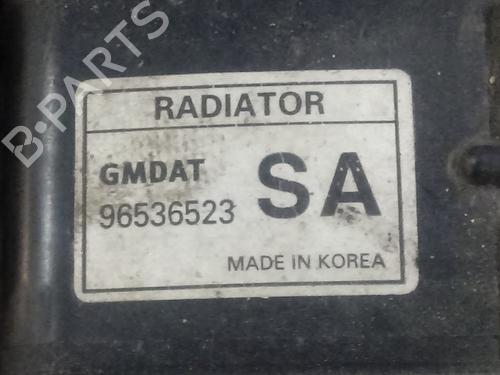 RADIATOR
GMDAT
96536523
SA
MADE IN KOREA
B-PARTS